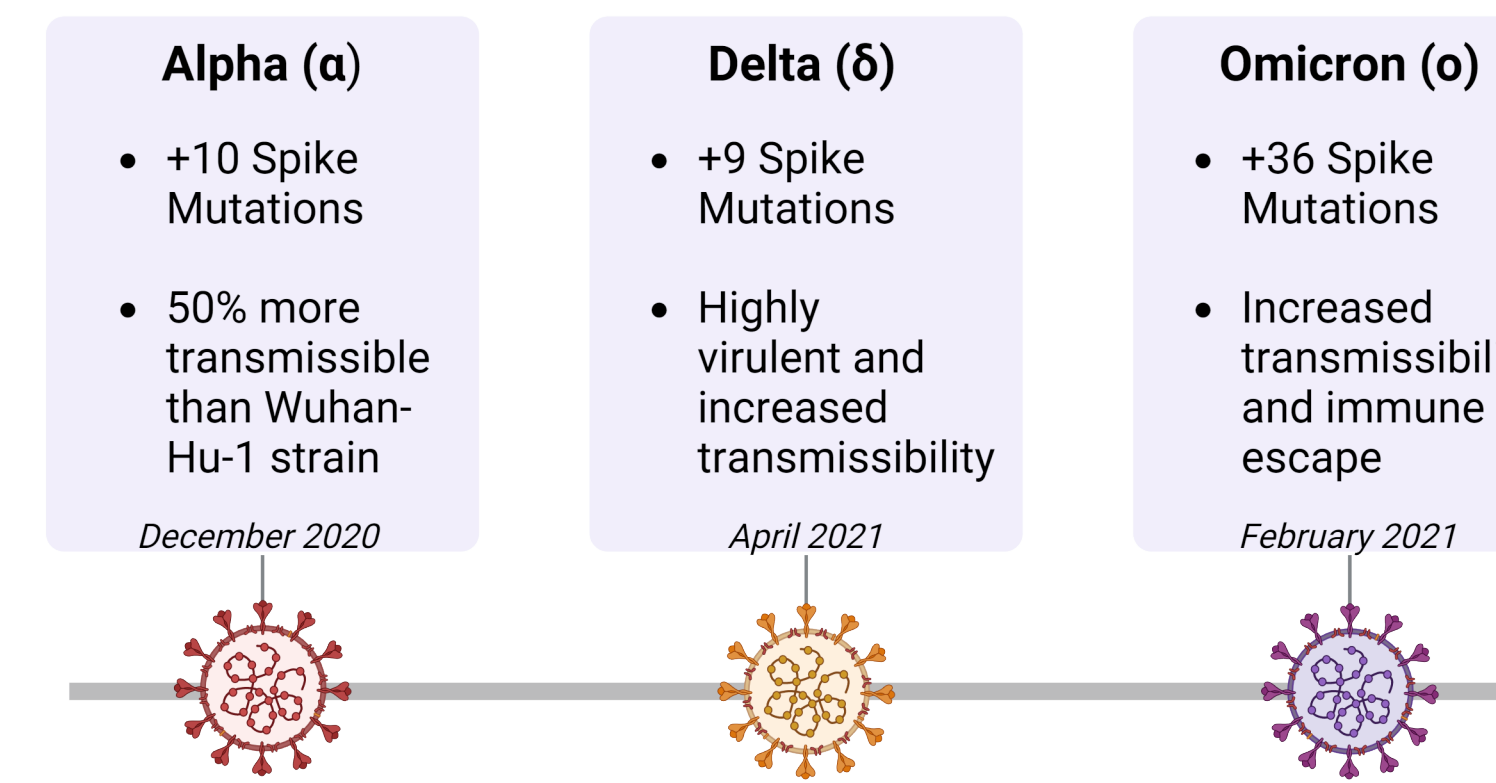 Alpha (α)
• +10 Spike
Mutations
• 50% more
transmissible
than Wuhan-
Hu-1 strain
December 2020
Delta (δ)
• +9 Spike
Mutations
• Highly
virulent and
increased
transmissibility
April 2021
Omicron (ο)
• +36 Spike
Mutations
• Increased
transmissibil
and immune
escape
February 2021